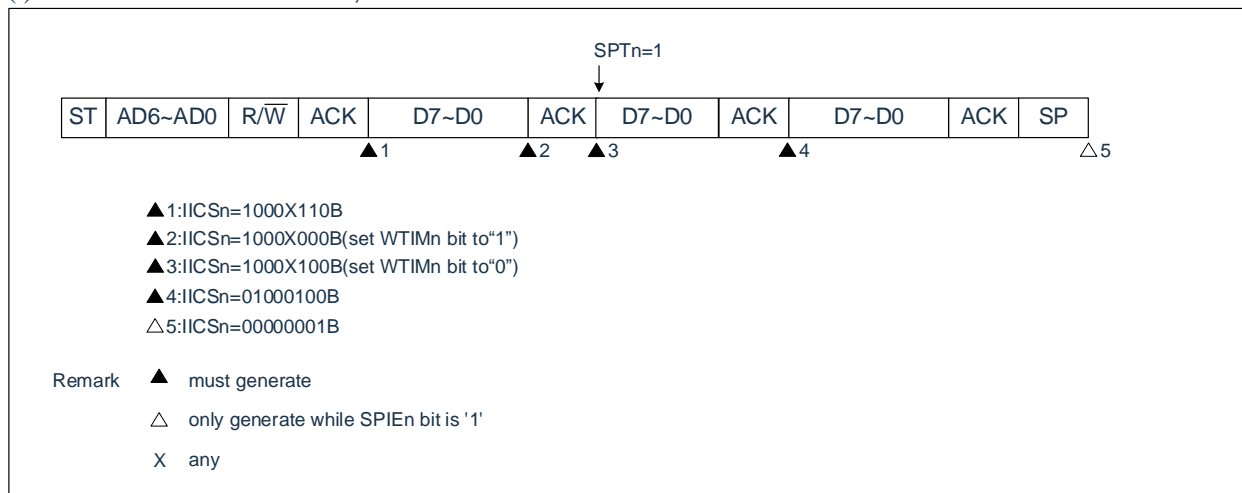 SPTn=1
ST AD6~AD0 R/W̅ ACK D7~D0 ACK D7~D0 ACK D7~D0 ACK SP
▲1 ▲2 ▲3 ▲4 △5
▲1:IICSn=1000X110B
▲2:IICSn=1000X000B(set WTIMn bit to“1”)
▲3:IICSn=1000X100B(set WTIMn bit to“0”)
▲4:IICSn=01000100B
△5:IICSn=00000001B
Remark ▲ must generate
△ only generate while SPIEn bit is '1'
X any